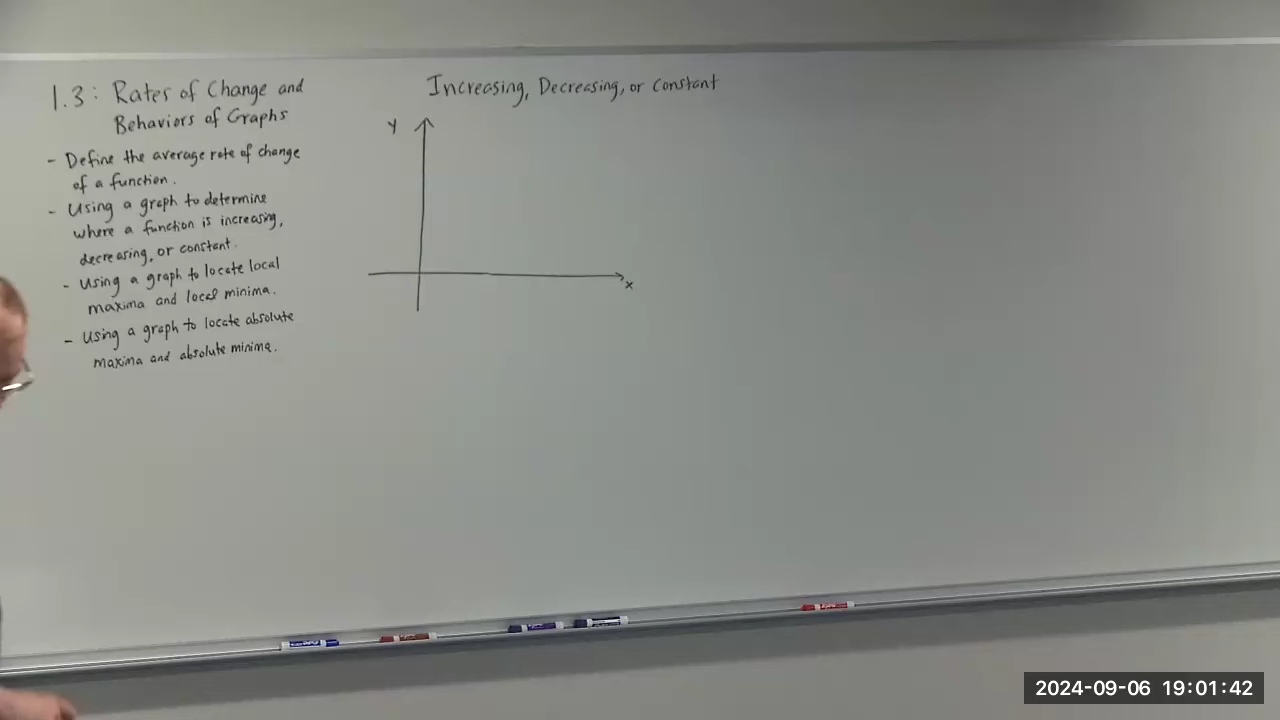 1.3: Rates of Change and
Behaviors of Graphs
- Define the average rate of change
of a function.
- Using a graph to determine
where a function is increasing,
decreasing, or constant.
- Using a graph to locate local
maxima and local minima.
- Using a graph to locate absolute
maxima and absolute minima.
Increasing, Decreasing, or Constant
y
x
2024-09-06 19:01:42